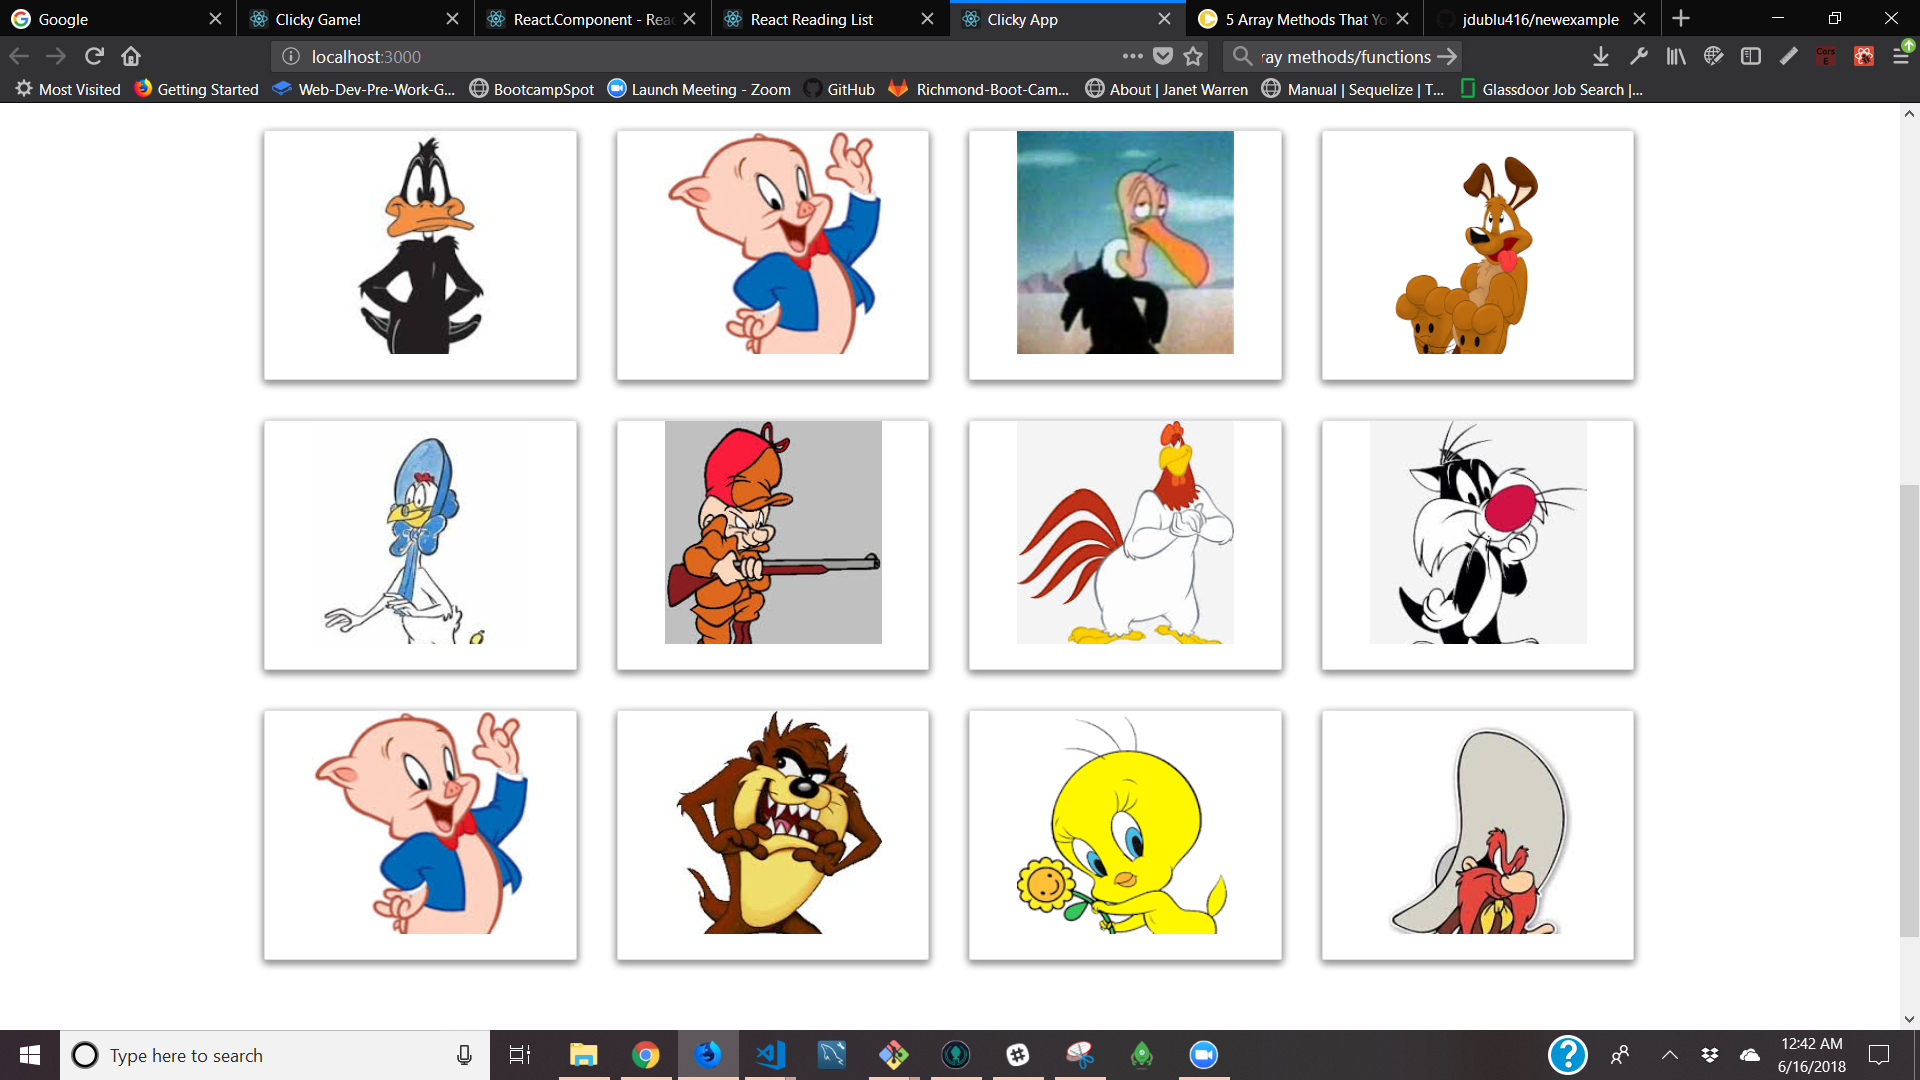 Google
Clicky Game!
React.Component - Reac
React Reading List
Clicky App
5 Array Methods That Yo
jdublu416/newexample
localhost:3000
ray methods/functions
Most Visited
Getting Started
Web-Dev-Pre-Work-G...
BootcampSpot
Launch Meeting - Zoom
GitHub
Richmond-Boot-Cam...
About | Janet Warren
Manual | Sequelize | T...
Glassdoor Job Search |...
Cors
E
Type here to search
12:42 AM
6/16/2018